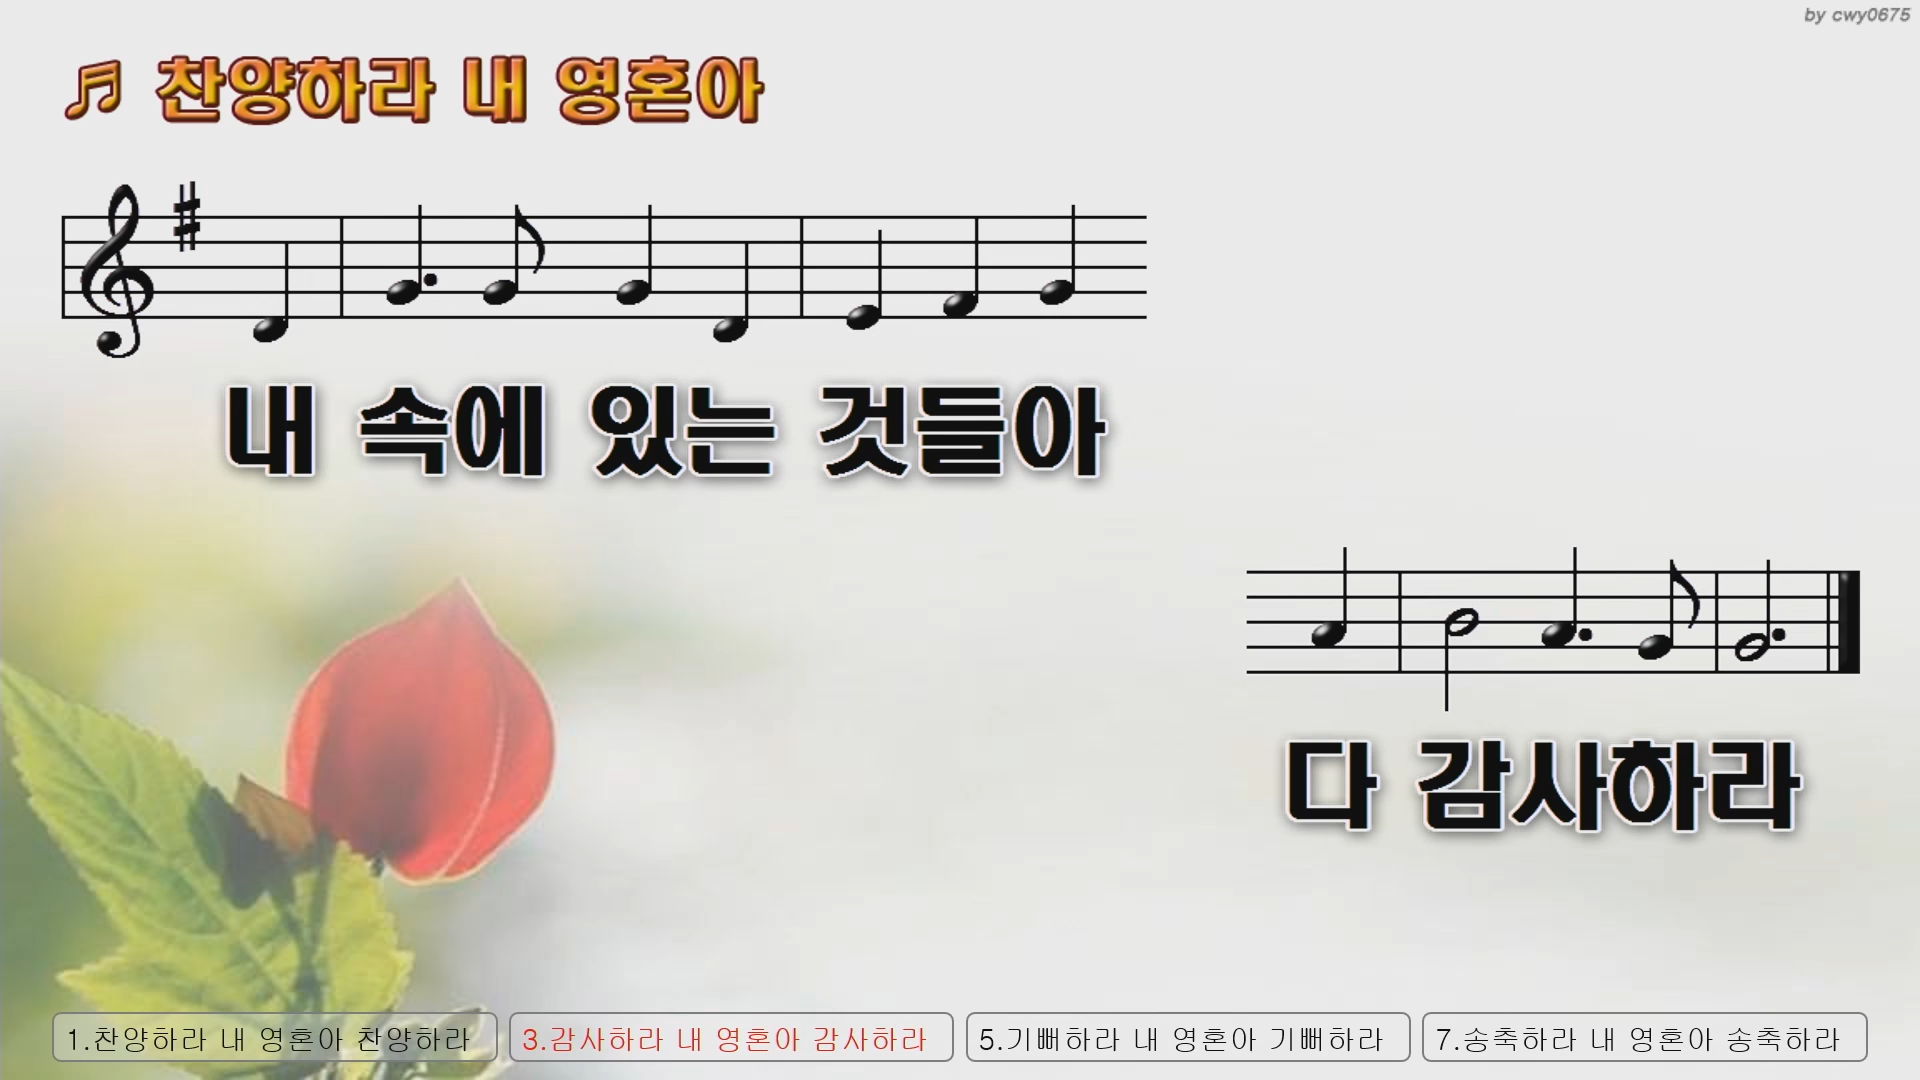 by cwy0675
♬ 찬양하라 내 영혼아
내 속에 있는 것들아
다 감사하라
1.찬양하라 내 영혼아 찬양하라
3.감사하라 내 영혼아 감사하라
5.기뻐하라 내 영혼아 기뻐하라
7.송축하라 내 영혼아 송축하라